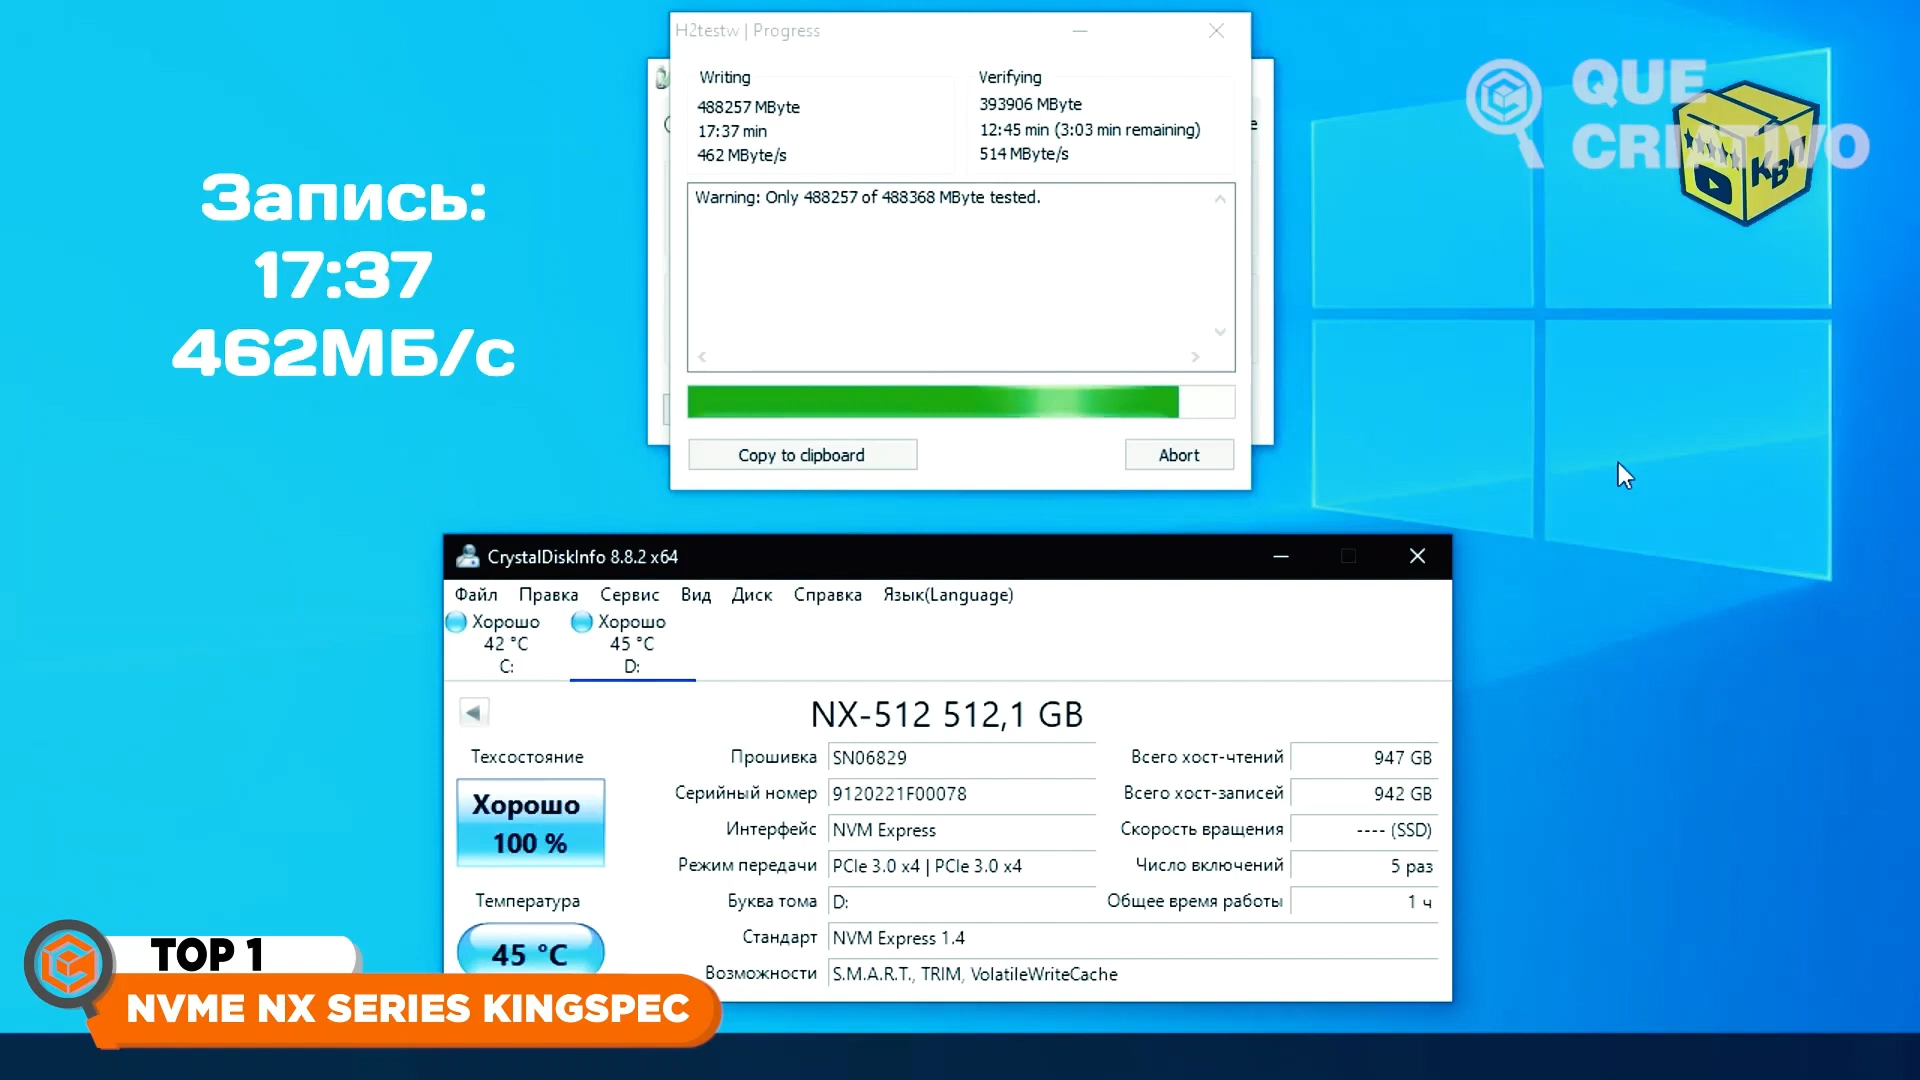 H2testw | Progress
Writing
488257 MByte
17:37 min
462 MByte/s
Verifying
393906 MByte
12:45 min (3:03 min remaining)
514 MByte/s
Warning: Only 488257 of 488368 MByte tested.
Copy to clipboard
Abort
QUE
CRIATIVO
КВЛ
Запись:
17:37
462МБ/с
CrystalDiskInfo 8.8.2 x64
Файл Правка Сервис Вид Диск Справка Язык(Language)
Хорошо
42 °C
C:
Хорошо
45 °C
D:
NX-512 512,1 GB
Техсостояние
Хорошо
100 %
Температура
45 °C
Прошивка SN06829
Серийный номер 9120221F00078
Интерфейс NVM Express
Режим передачи PCIe 3.0 x4 | PCIe 3.0 x4
Буква тома D:
Стандарт NVM Express 1.4
Возможности S.M.A.R.T., TRIM, VolatileWriteCache
Всего хост-чтений 947 GB
Всего хост-записей 942 GB
Скорость вращения ---- (SSD)
Число включений 5 раз
Общее время работы 1 ч
TOP 1
NVME NX SERIES KINGSPEC